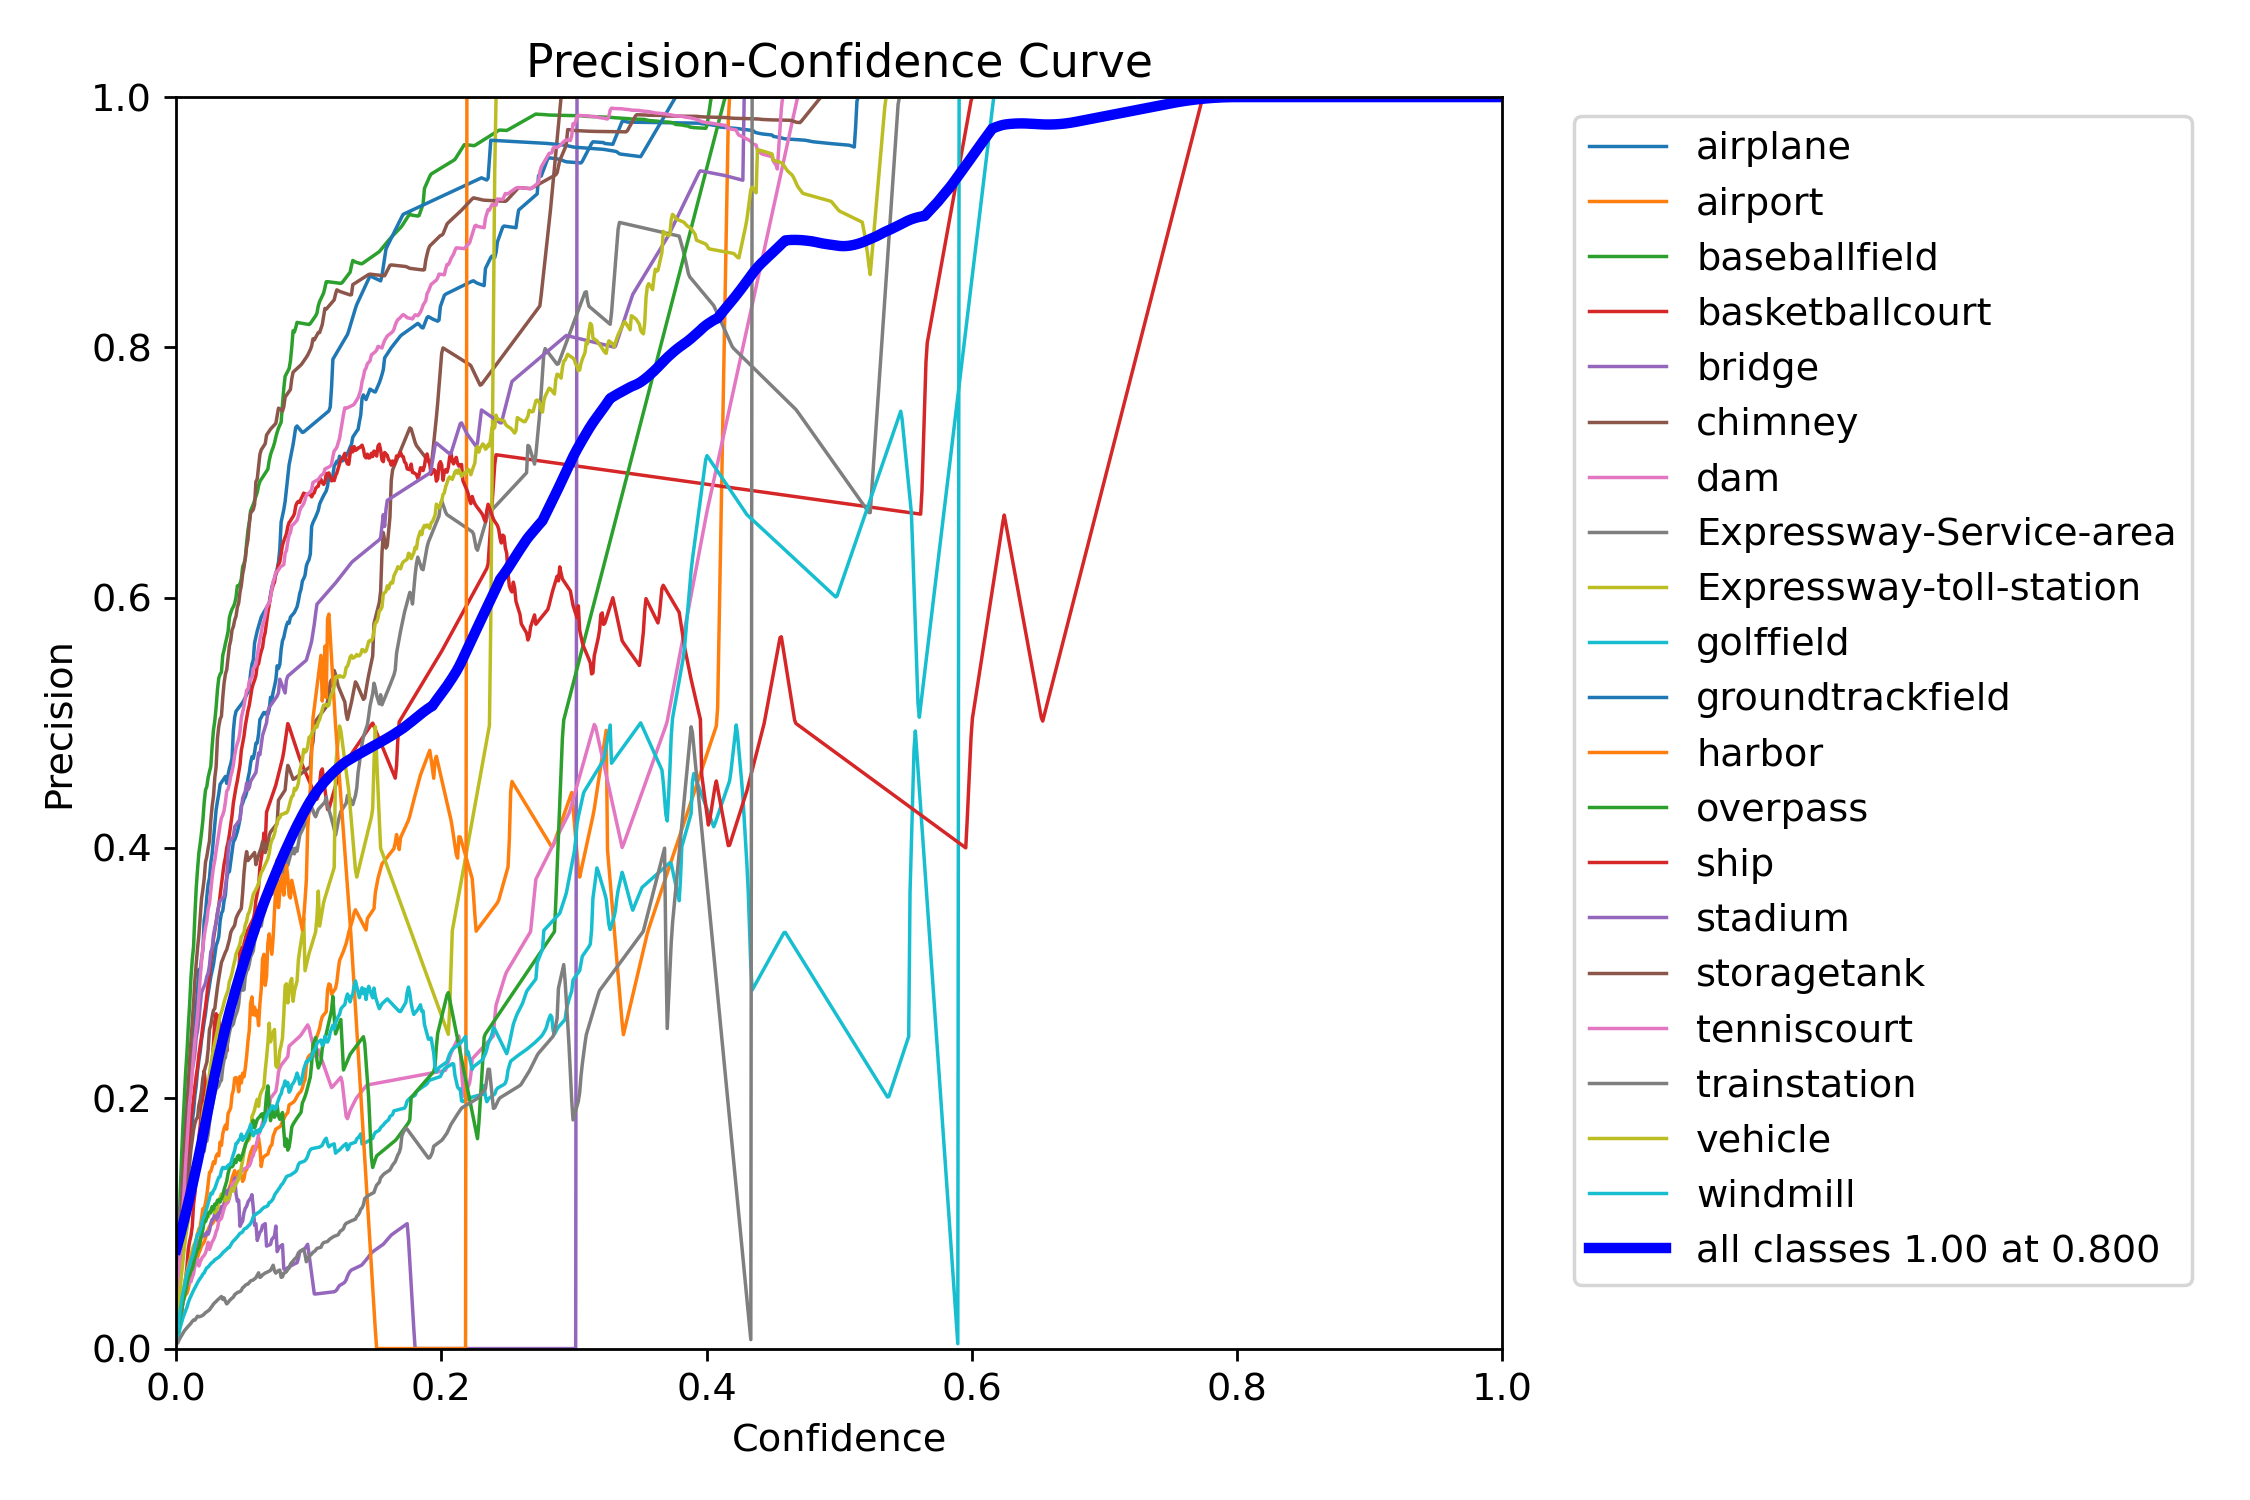 Precision-Confidence Curve
1.0
0.8
0.6
0.4
0.2
0.0
Precision
0.0 0.2 0.4 0.6 0.8 1.0
Confidence
airplane
airport
baseballfield
basketballcourt
bridge
chimney
dam
Expressway-Service-area
Expressway-toll-station
golffield
groundtrackfield
harbor
overpass
ship
stadium
storagetank
tenniscourt
trainstation
vehicle
windmill
all classes 1.00 at 0.800